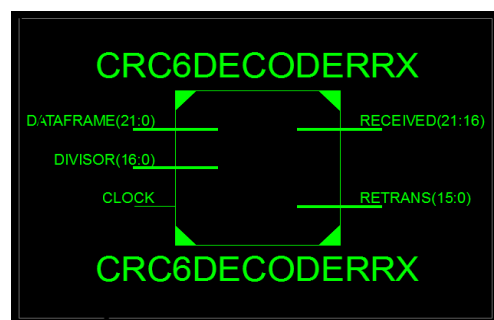 CRC6DECODERRX
DATAFRAME(21:0)
RECEIVED(21:16)
DIVISOR(16:0)
CLOCK
RETRANS(15:0)
CRC6DECODERRX